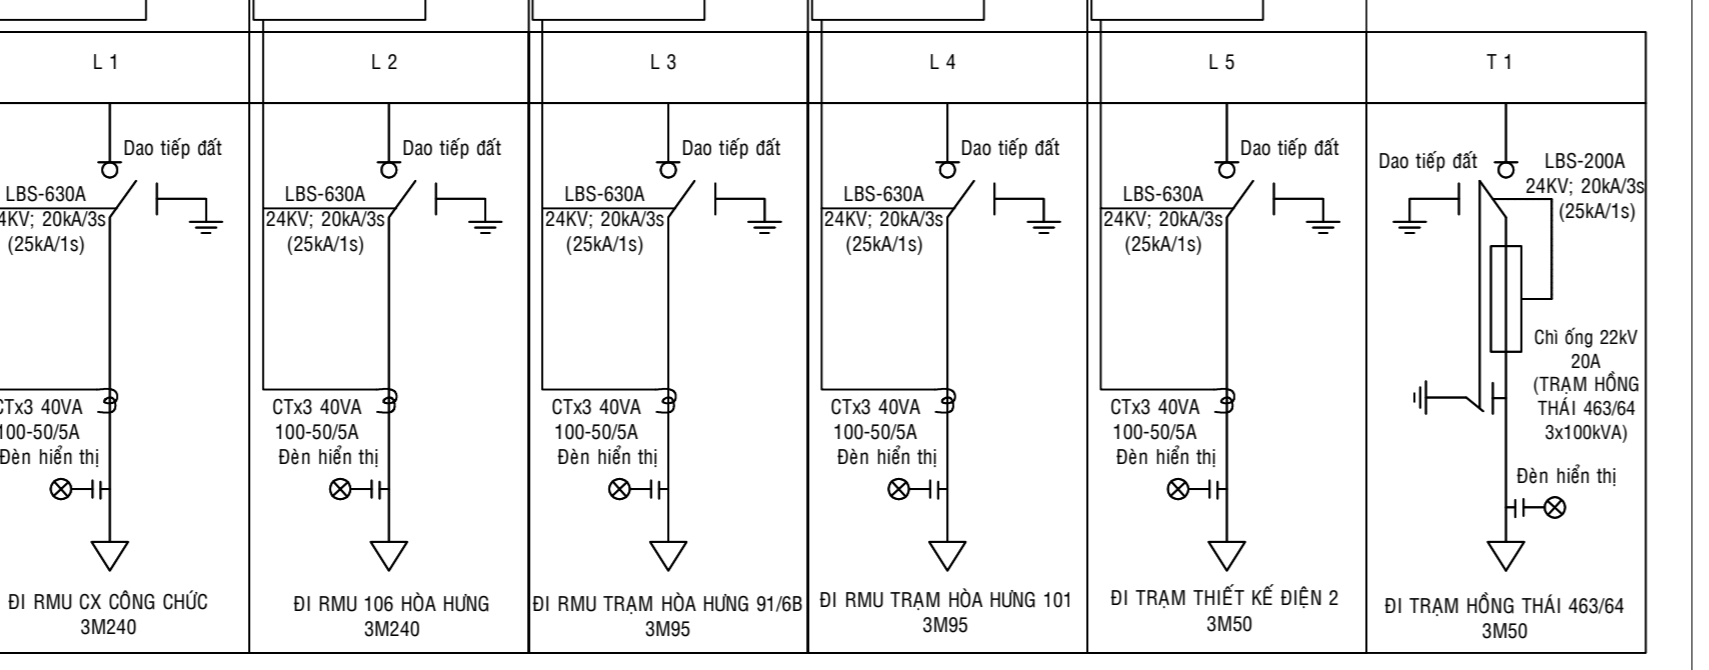 L 1
L 2
L 3
L 4
L 5
T 1
Dao tiếp đất
LBS-630A
4KV; 20kA/3s
(25kA/1s)
CTx3 40VA
100-50/5A
Đèn hiển thị
ĐI RMU CX CÔNG CHỨC
3M240
Dao tiếp đất
LBS-630A
24KV; 20kA/3s
(25kA/1s)
CTx3 40VA
100-50/5A
Đèn hiển thị
ĐI RMU 106 HÒA HƯNG
3M240
Dao tiếp đất
LBS-630A
24KV; 20kA/3s
(25kA/1s)
CTx3 40VA
100-50/5A
Đèn hiển thị
ĐI RMU TRẠM HÒA HƯNG 91/6B
3M95
Dao tiếp đất
LBS-630A
24KV; 20kA/3s
(25kA/1s)
CTx3 40VA
100-50/5A
Đèn hiển thị
ĐI RMU TRẠM HÒA HƯNG 101
3M95
Dao tiếp đất
LBS-630A
24KV; 20kA/3s
(25kA/1s)
CTx3 40VA
100-50/5A
Đèn hiển thị
ĐI TRẠM THIẾT KẾ ĐIỆN 2
3M50
Dao tiếp đất
LBS-200A
24KV; 20kA/3s
(25kA/1s)
Chì ống 22kV
20A
(TRẠM HỒNG
THÁI 463/64
3x100kVA)
Đèn hiển thị
ĐI TRẠM HỒNG THÁI 463/64
3M50